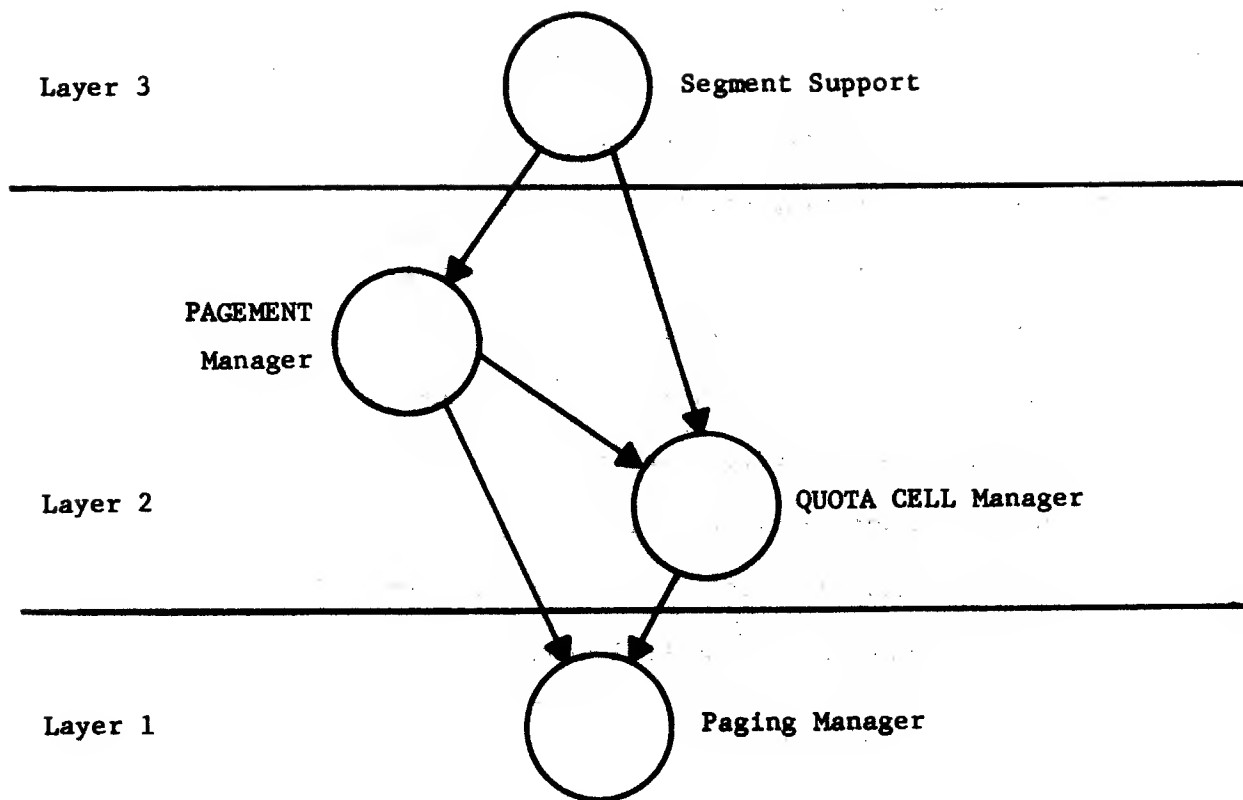 Layer 3
Segment Support
PAGEMENT
Manager
Layer 2
QUOTA CELL Manager
Layer 1
Paging Manager